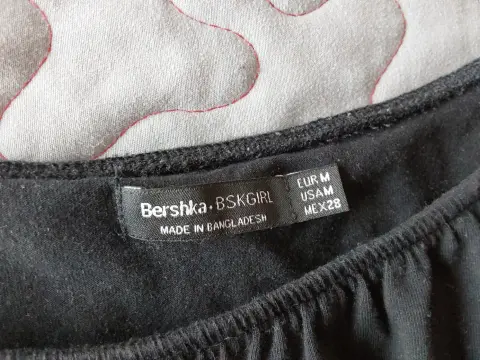 Bershka • BSKGIRL
MADE IN BANGLADESH
EUR M
USA M
MEX 28